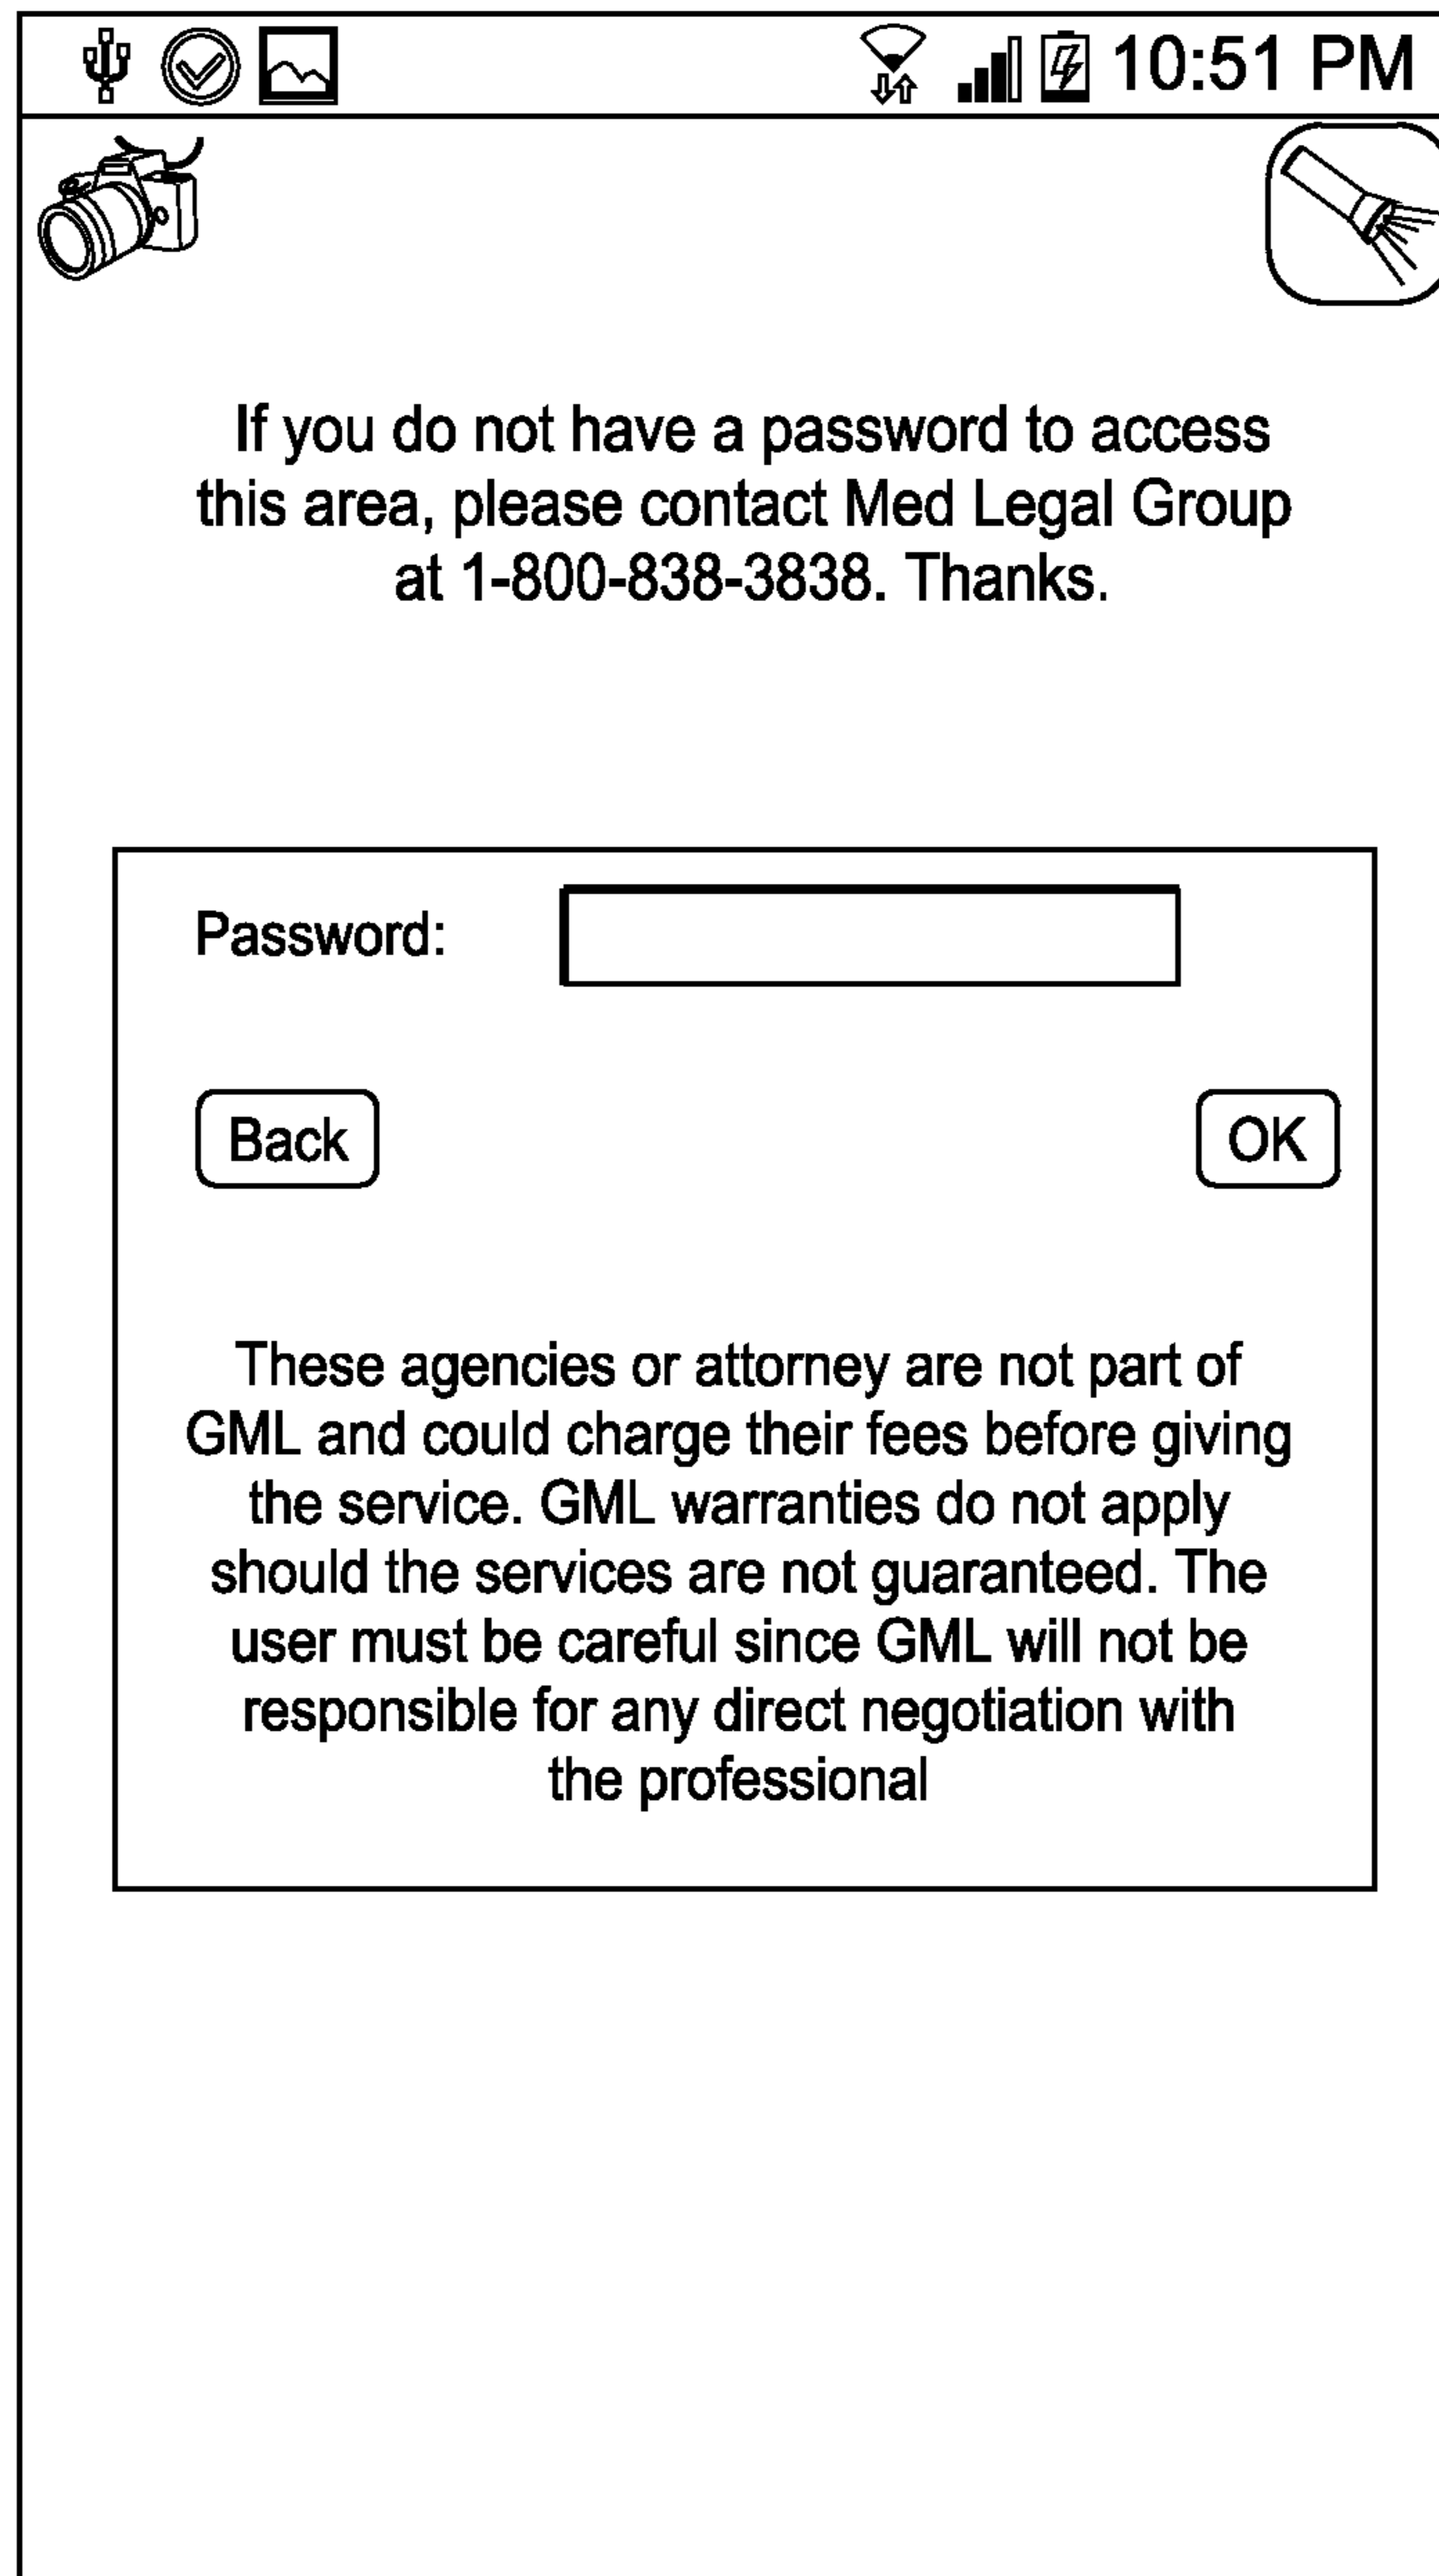 10:51 PM
If you do not have a password to access
this area, please contact Med Legal Group
at 1-800-838-3838. Thanks.
Password:
Back
OK
These agencies or attorney are not part of
GML and could charge their fees before giving
the service. GML warranties do not apply
should the services are not guaranteed. The
user must be careful since GML will not be
responsible for any direct negotiation with
the professional